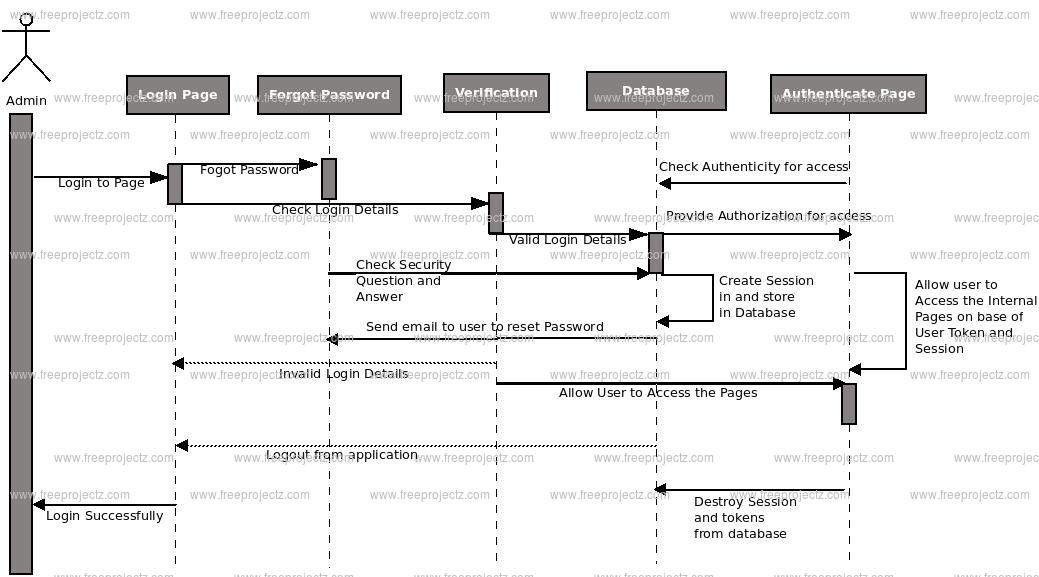 Admin
Login Page
Forgot Password
Verification
Database
Authenticate Page
Check Authenticity for access
Fogot Password
Login to Page
Check Login Details
Provide Authorization for access
Valid Login Details
Check Security
Question and
Answer
Create Session
in and store
in Database
Allow user to
Access the Internal
Pages on base of
User Token and
Session
Send email to user to reset Password
Invalid Login Details
Allow User to Access the Pages
Logout from application
Destroy Session
and tokens
from database
Login Successfully
www.freeprojectz.com